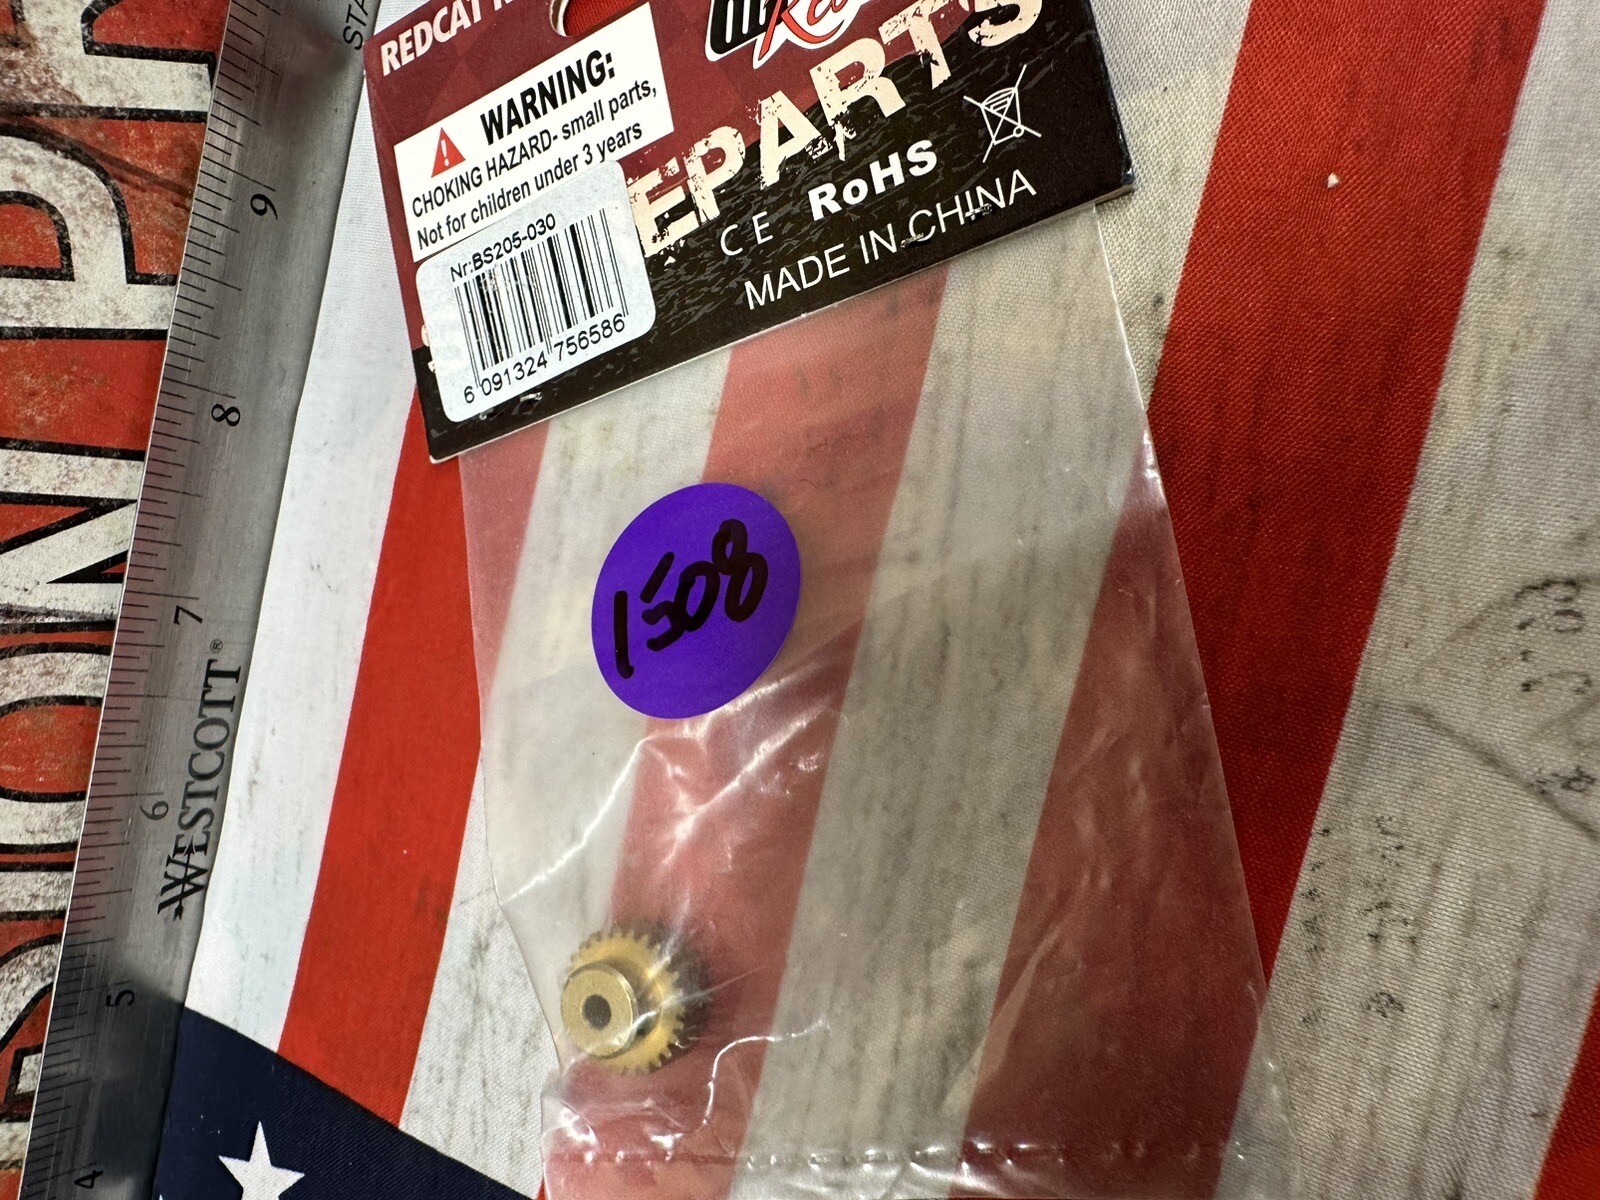 REDCAT
WARNING:
CHOKING HAZARD- small parts,
Not for children under 3 years
EPARTS
CE RoHS
MADE IN CHINA
Nr:BS205-030
6 091324 756586
1508
9
8
7
WESTCOTT®
6
5
4